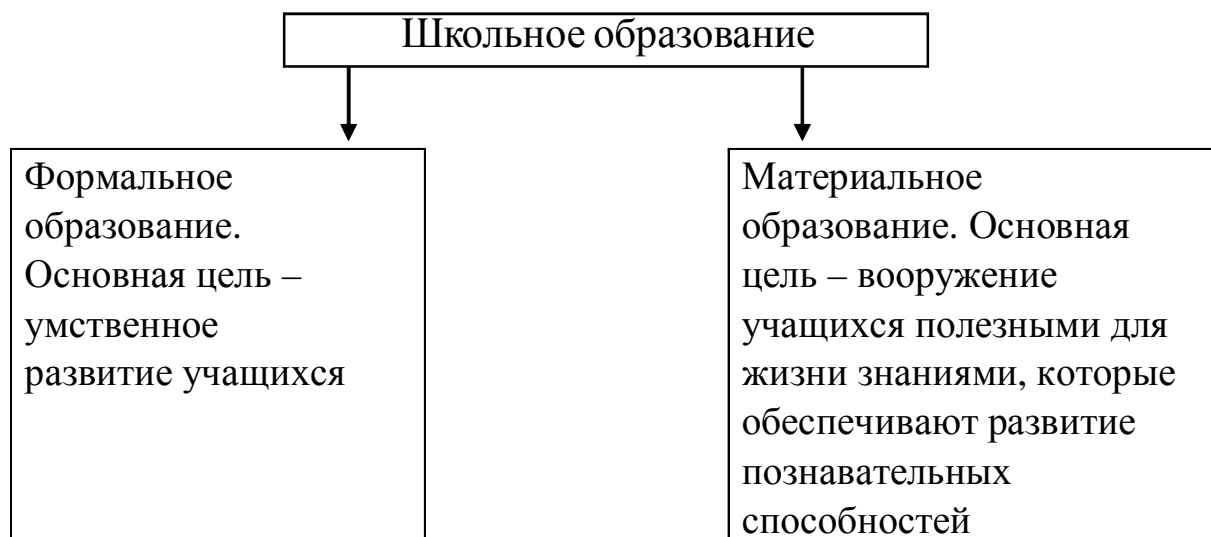 Школьное образование
Формальное
образование.
Основная цель –
умственное
развитие учащихся
Материальное
образование. Основная
цель – вооружение
учащихся полезными для
жизни знаниями, которые
обеспечивают развитие
познавательных
способностей